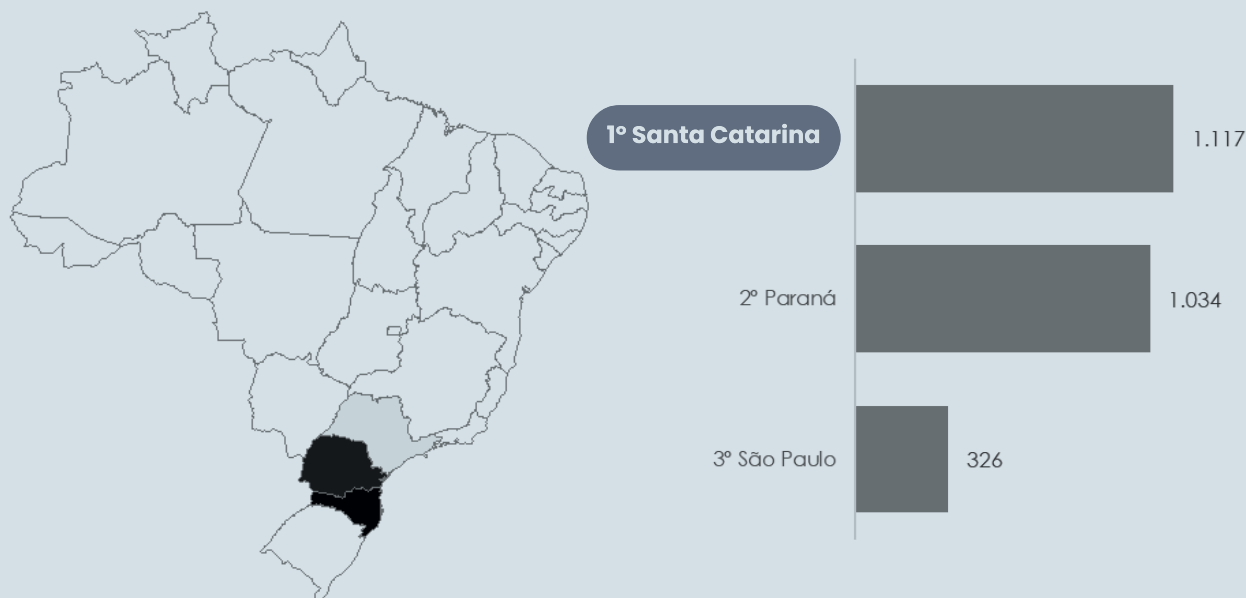 1º Santa Catarina
1.117
2º Paraná
1.034
3º São Paulo
326